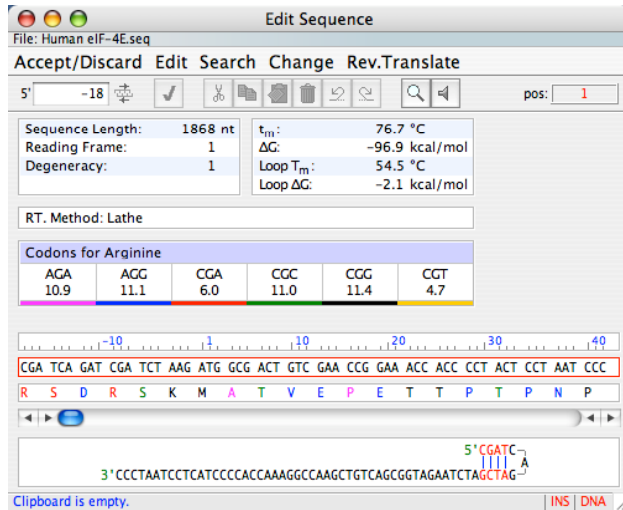 Edit Sequence
File: Human eIF-4E.seq
Accept/Discard Edit Search Change Rev.Translate
5' -18 pos: 1
Sequence Length: 1868 nt tm: 76.7 °C
Reading Frame: 1 ΔG: -96.9 kcal/mol
Degeneracy: 1 Loop Tm: 54.5 °C
Loop ΔG: -2.1 kcal/mol
RT. Method: Lathe
Codons for Arginine
AGA AGG CGA CGC CGG CGT
10.9 11.1 6.0 11.0 11.4 4.7
-10 1 10 20 30 40
CGA TCA GAT CGA TCT AAG ATG GCG ACT GTC GAA CCG GAA ACC ACC CCT ACT CCT AAT CCC
R S D R S K M A T V E P E T T P T P N P
5'CGATC
A
3'CCCTAATCCTCATCCCCACCAAAGGCCAAGCTGTCAGCGGTAGAATCTAGCTAG
Clipboard is empty. INS DNA